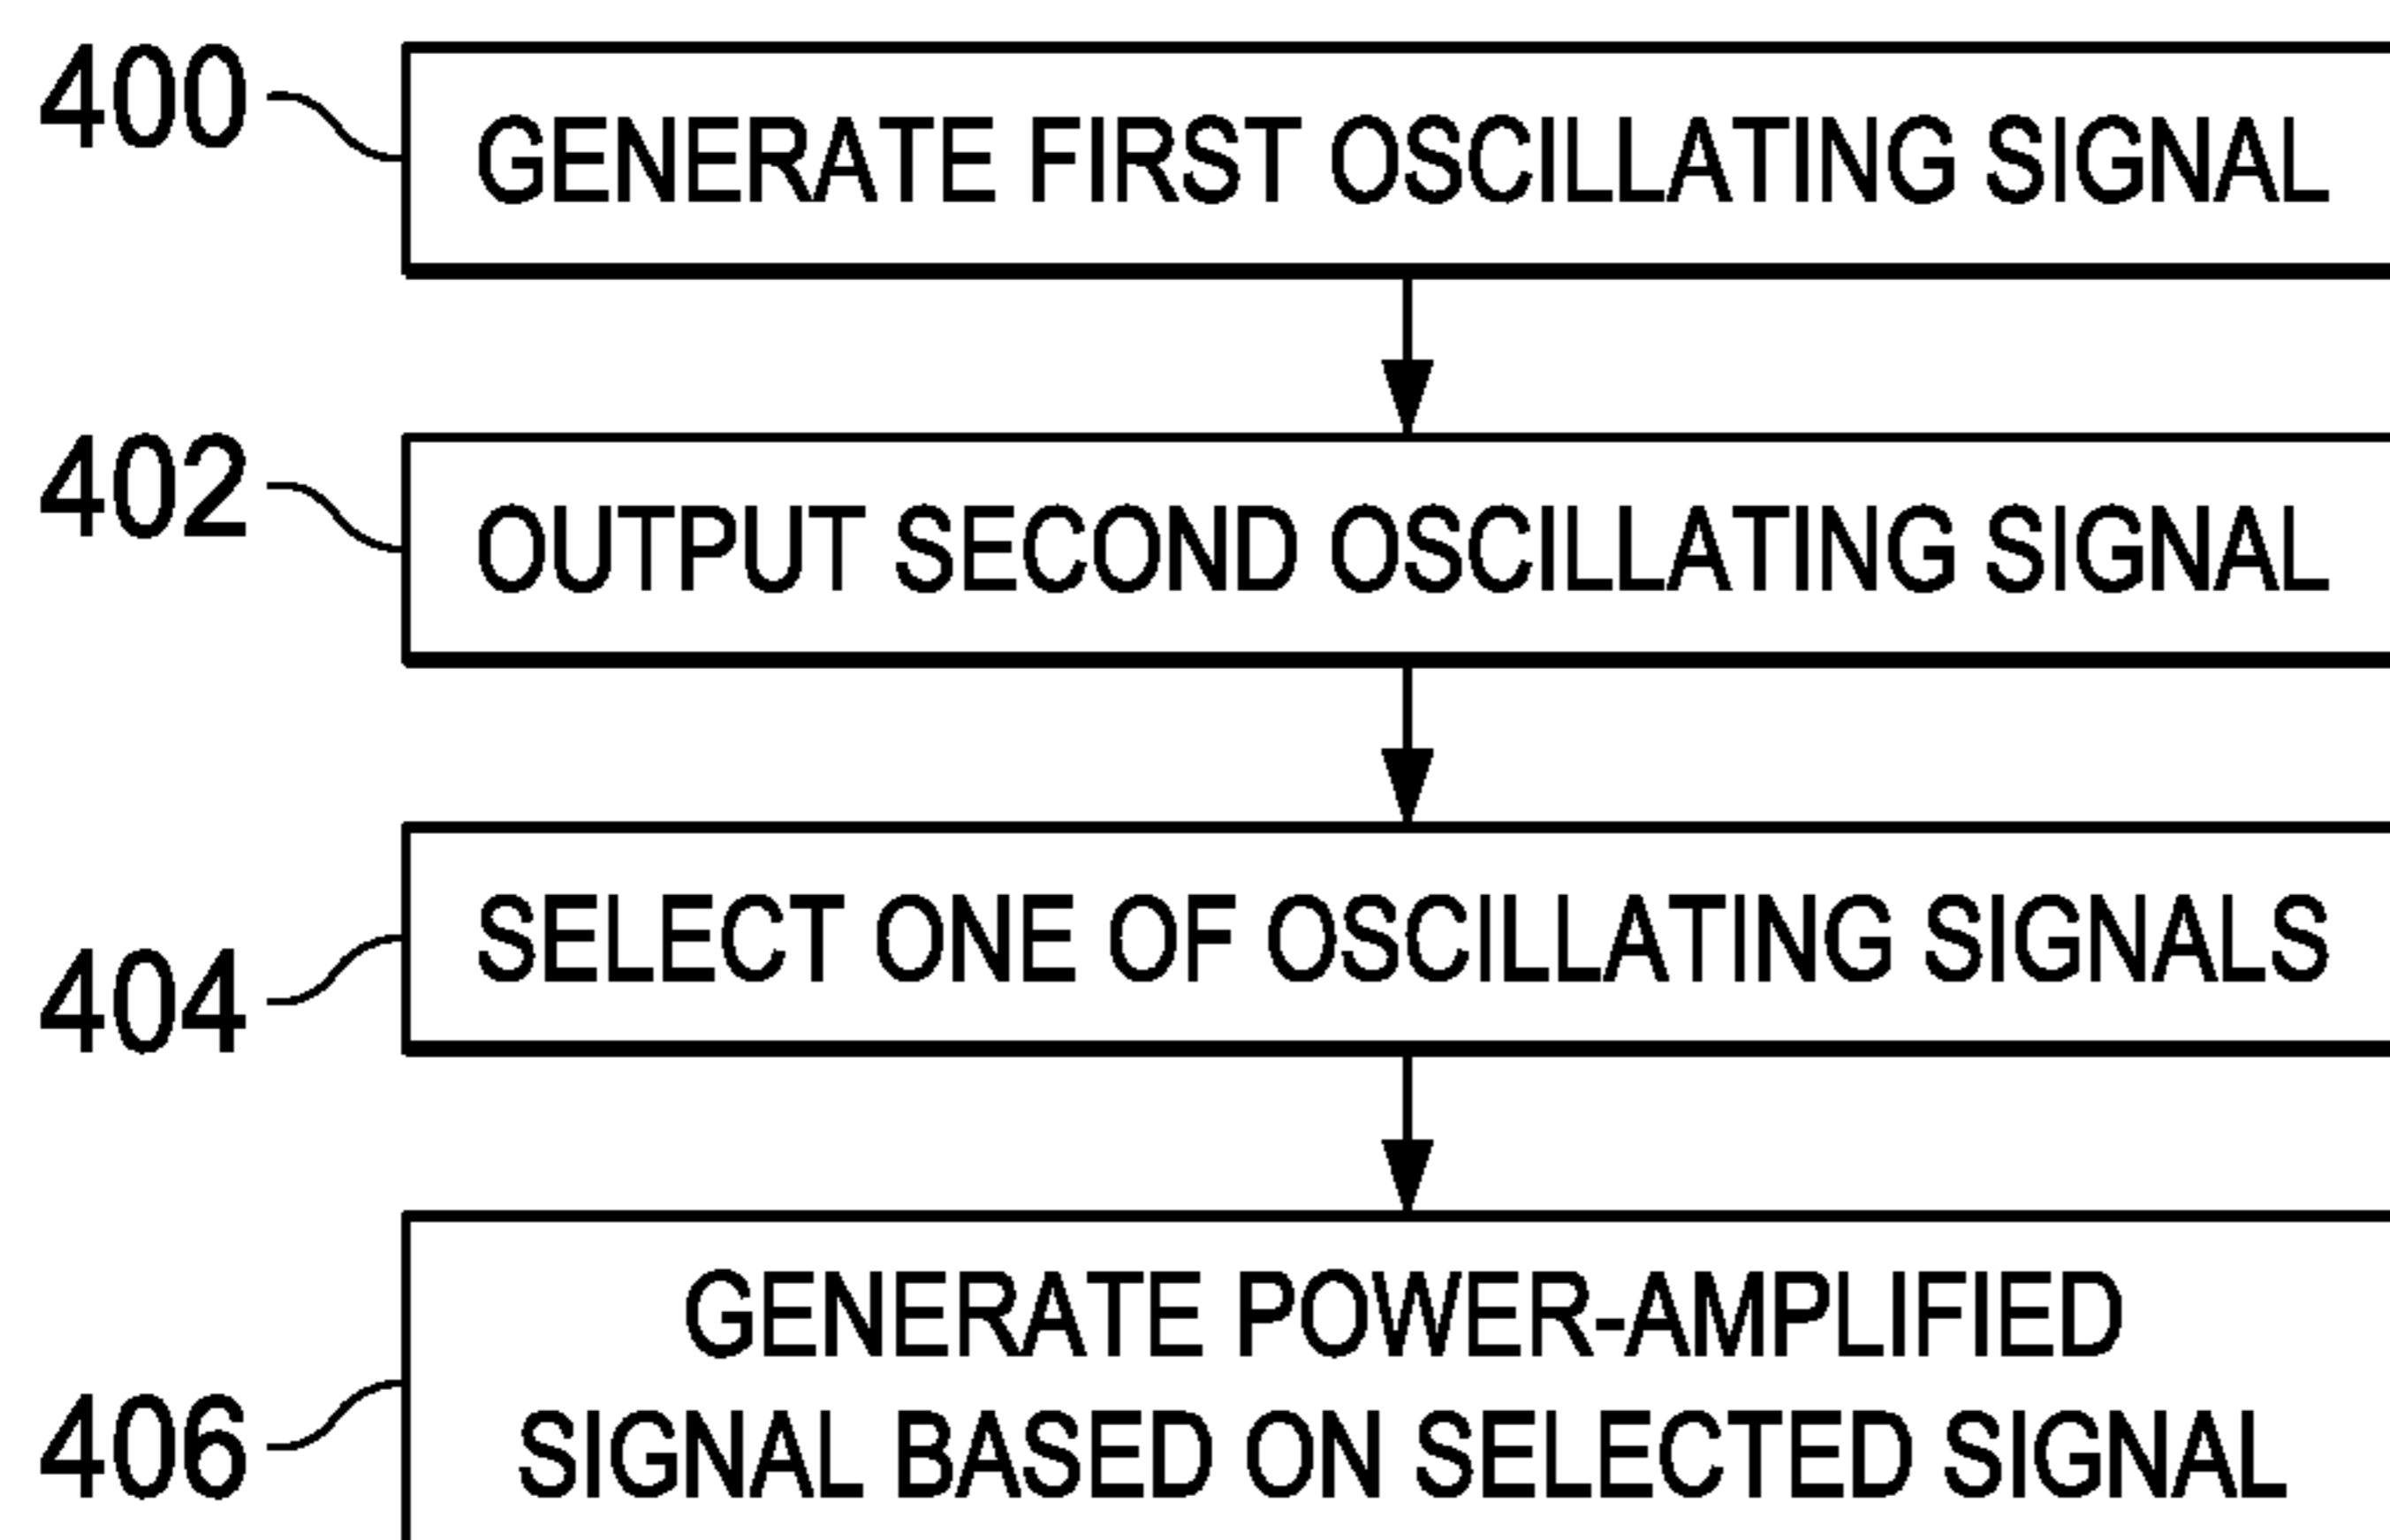 400
GENERATE FIRST OSCILLATING SIGNAL
402
OUTPUT SECOND OSCILLATING SIGNAL
404
SELECT ONE OF OSCILLATING SIGNALS
406
GENERATE POWER-AMPLIFIED
SIGNAL BASED ON SELECTED SIGNAL